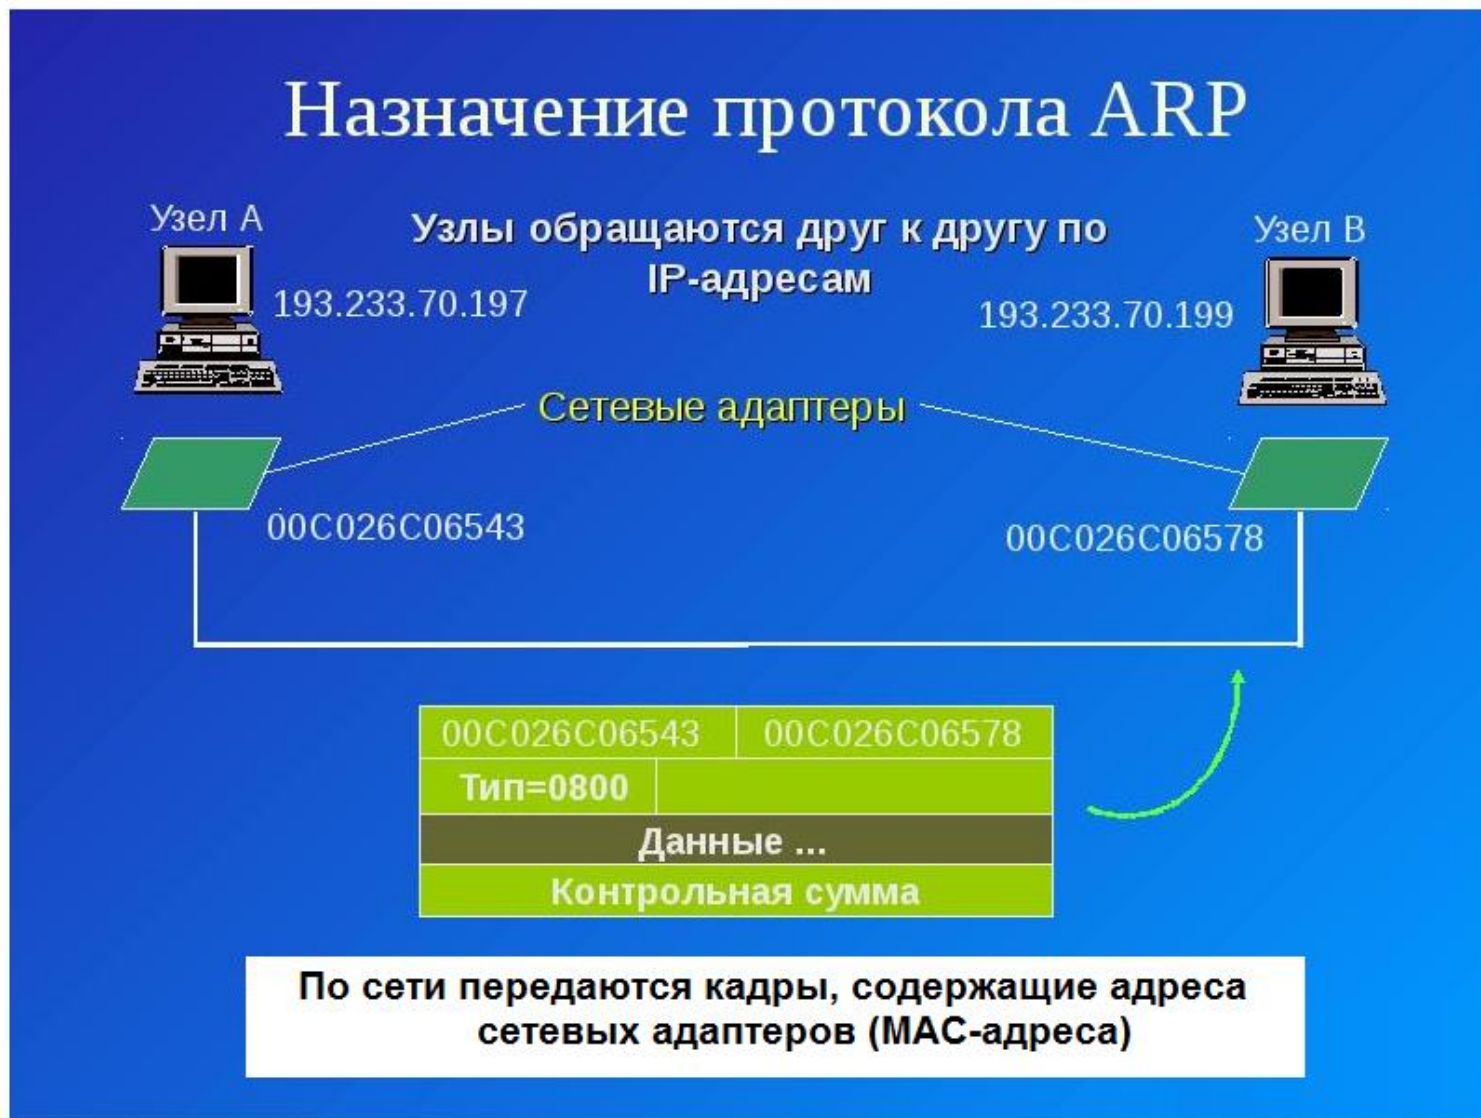 Назначение протокола ARP
Узел A
Узлы обращаются друг к другу по
IP-адресам
Узел B
193.233.70.197
193.233.70.199
Сетевые адаптеры
00C026C06543
00C026C06578
00C026C06543 00C026C06578
Тип=0800
Данные ...
Контрольная сумма
По сети передаются кадры, содержащие адреса
сетевых адаптеров (MAC-адреса)